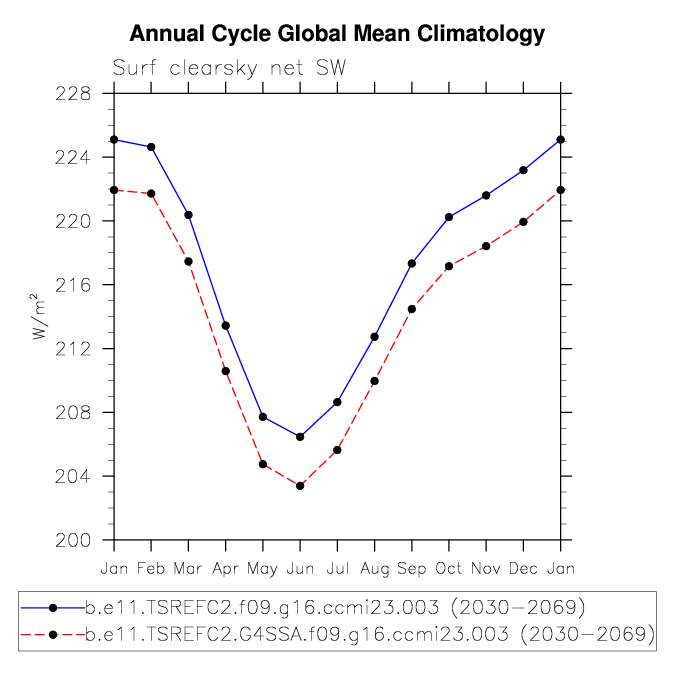 Annual Cycle Global Mean Climatology
Surf clearsky net SW
228
224
220
216
212
208
204
200
W/m²
Jan Feb Mar Apr May Jun Jul Aug Sep Oct Nov Dec Jan
b.e11.TSREFC2.f09.g16.ccmi23.003 (2030-2069)
b.e11.TSREFC2.G4SSA.f09.g16.ccmi23.003 (2030-2069)